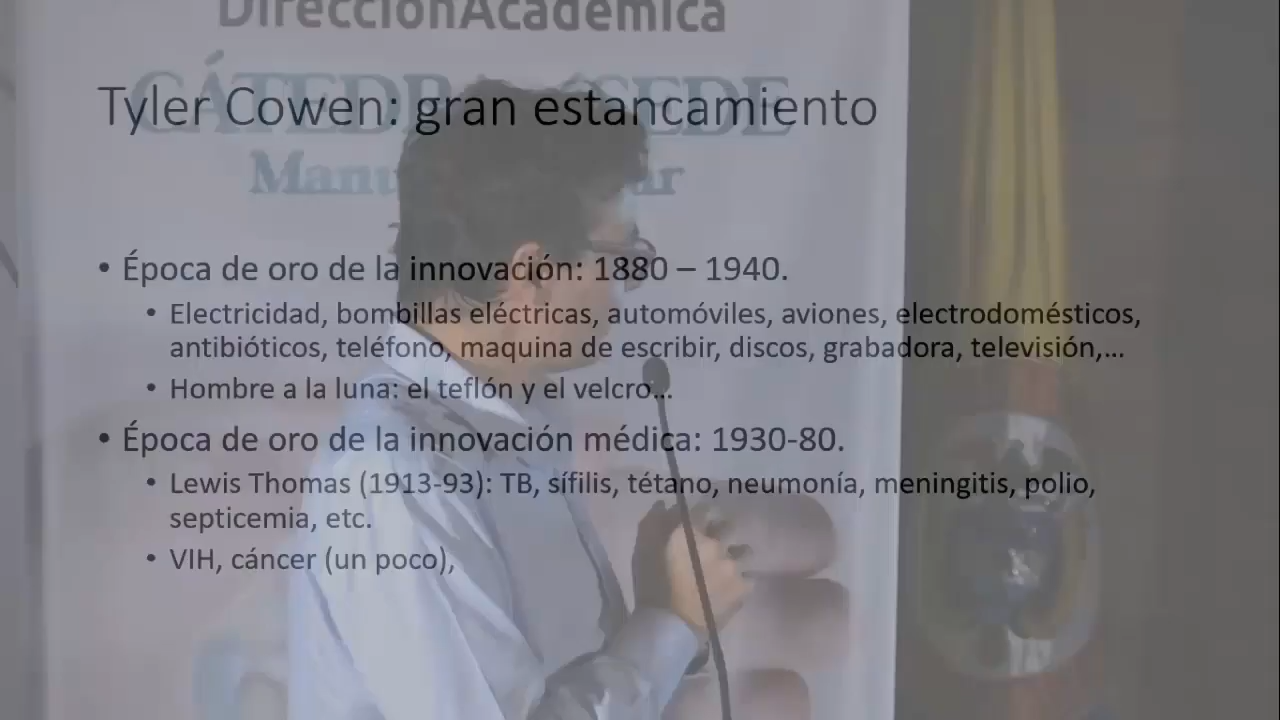 DirecciónAcadémica
Tyler Cowen: gran estancamiento
• Época de oro de la innovación: 1880 – 1940.
• Electricidad, bombillas eléctricas, automóviles, aviones, electrodomésticos,
antibióticos, teléfono, maquina de escribir, discos, grabadora, televisión,...
• Hombre a la luna: el teflón y el velcro...
• Época de oro de la innovación médica: 1930-80.
• Lewis Thomas (1913-93): TB, sífilis, tétano, neumonía, meningitis, polio,
septicemia, etc.
• VIH, cáncer (un poco),